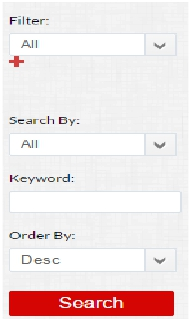 Filter:
All
Search By:
All
Keyword:
Order By:
Desc
Search